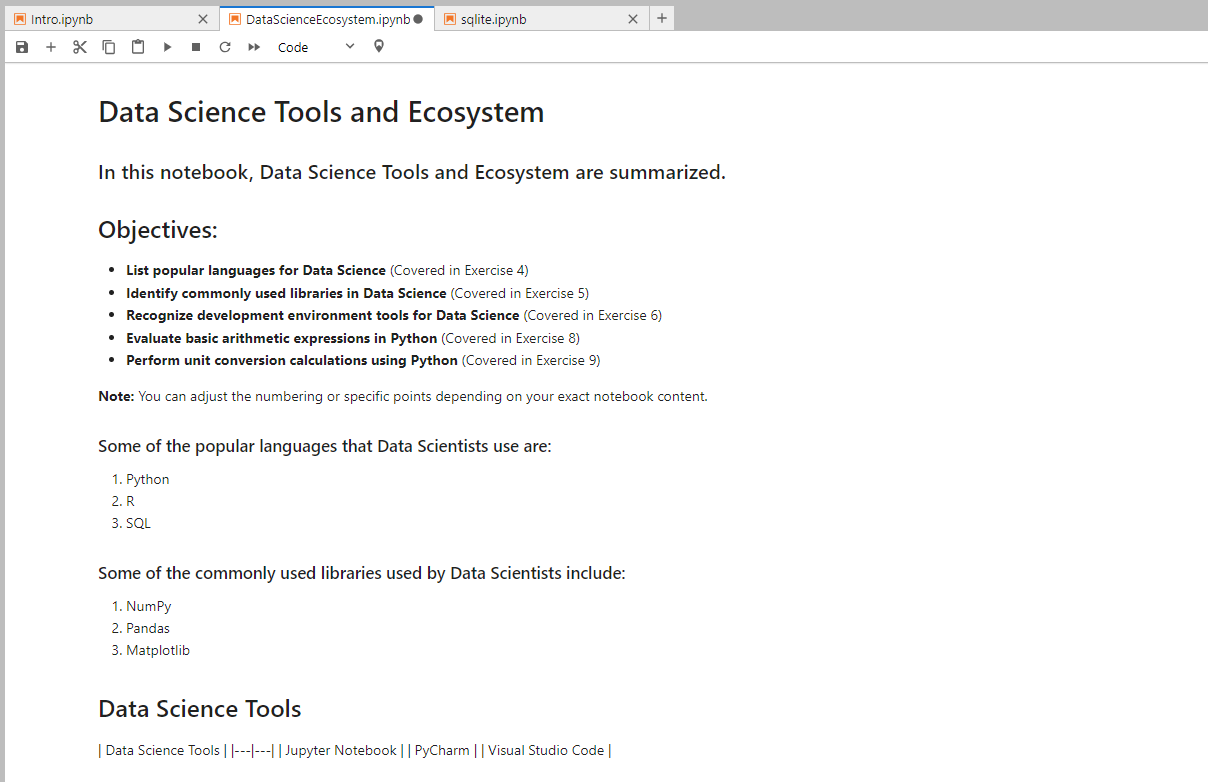 Intro.ipynb
DataScienceEcosystem.ipynb
sqlite.ipynb
Code
Data Science Tools and Ecosystem
In this notebook, Data Science Tools and Ecosystem are summarized.
Objectives:
• List popular languages for Data Science (Covered in Exercise 4)
• Identify commonly used libraries in Data Science (Covered in Exercise 5)
• Recognize development environment tools for Data Science (Covered in Exercise 6)
• Evaluate basic arithmetic expressions in Python (Covered in Exercise 8)
• Perform unit conversion calculations using Python (Covered in Exercise 9)
Note: You can adjust the numbering or specific points depending on your exact notebook content.
Some of the popular languages that Data Scientists use are:
1. Python
2. R
3. SQL
Some of the commonly used libraries used by Data Scientists include:
1. NumPy
2. Pandas
3. Matplotlib
Data Science Tools
| Data Science Tools | |---|---| | Jupyter Notebook | | PyCharm | | Visual Studio Code |